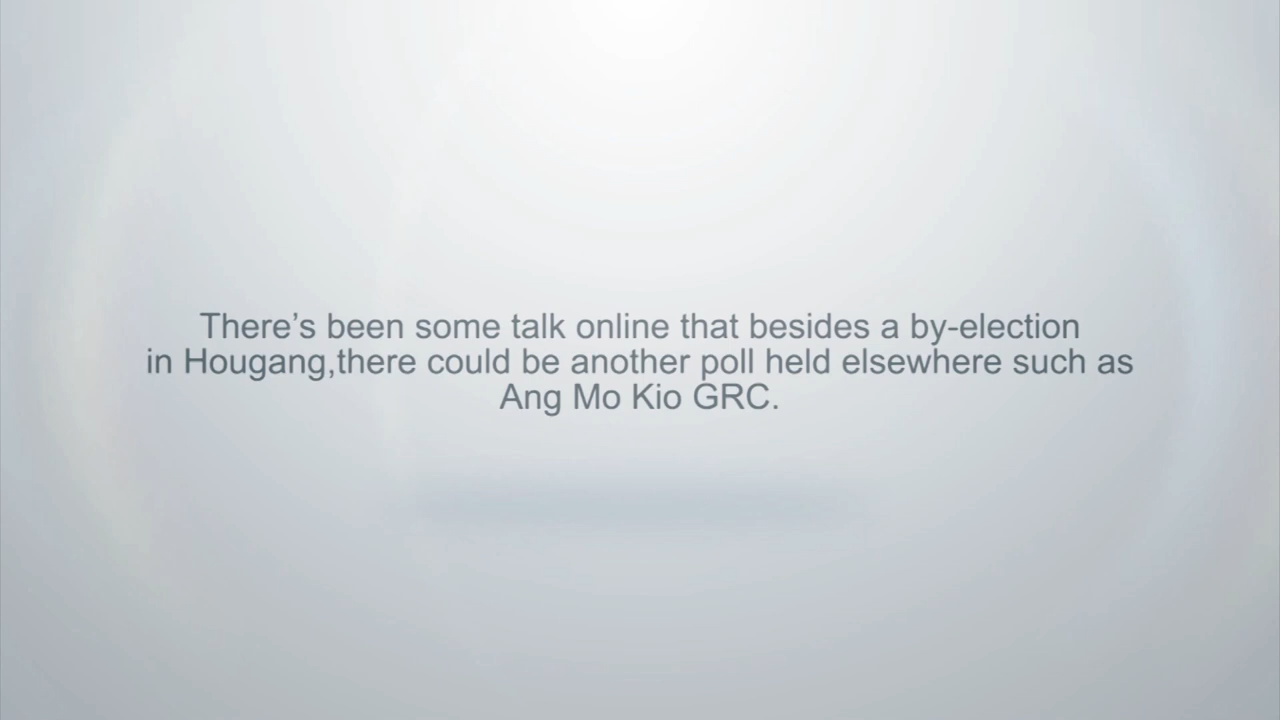 There’s been some talk online that besides a by-election
in Hougang,there could be another poll held elsewhere such as
Ang Mo Kio GRC.